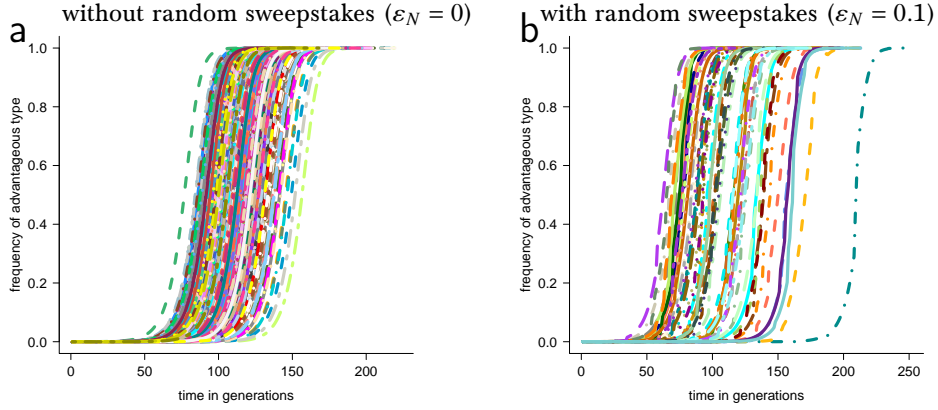 without random sweepstakes (εN = 0)
a
1.0
0.8
0.6
0.4
0.2
0.0
frequency of advantageous type
0
50
100
150
200
time in generations
with random sweepstakes (εN = 0.1)
b
1.0
0.8
0.6
0.4
0.2
0.0
frequency of advantageous type
0
50
100
150
200
250
time in generations